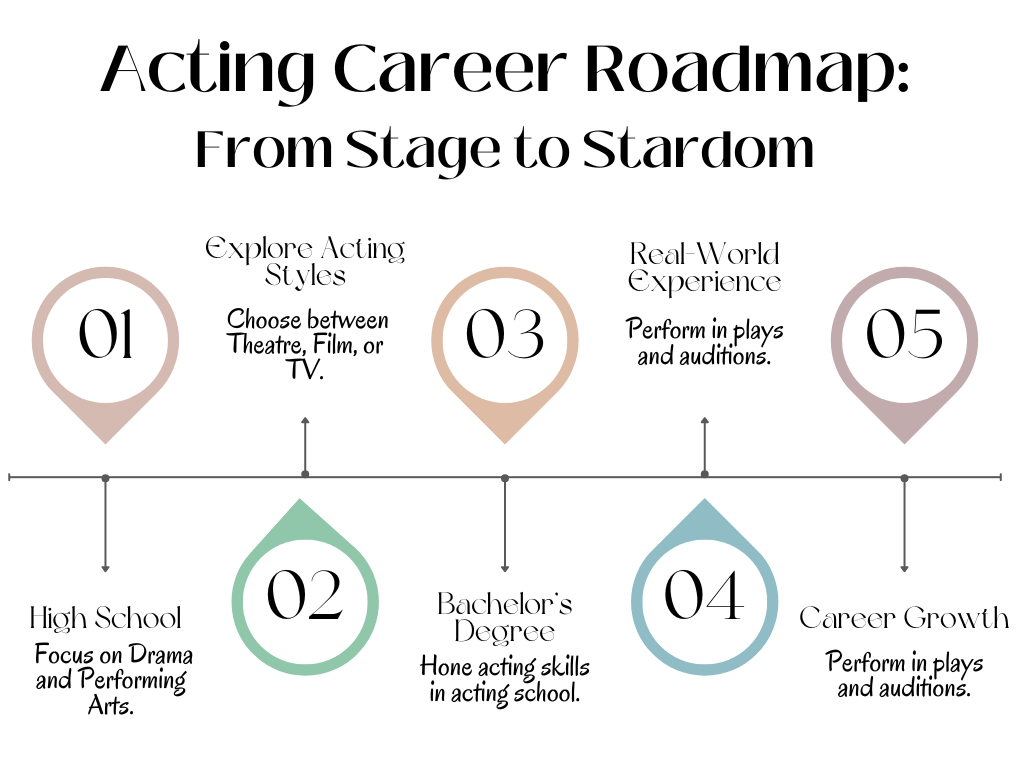 Acting Career Roadmap:
From Stage to Stardom
01
High School
Focus on Drama
and Performing
Arts.
Explore Acting
Styles
Choose between
Theatre, Film, or
TV.
02
03
Bachelor's
Degree
Hone acting skills
in acting school.
Real-World
Experience
Perform in plays
and auditions.
04
05
Career Growth
Perform in plays
and auditions.